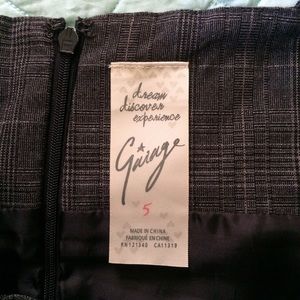 dream
discover
experience
Garage
5
MADE IN CHINA
FABRIQUÉ EN CHINE
RN 121340 CA11319